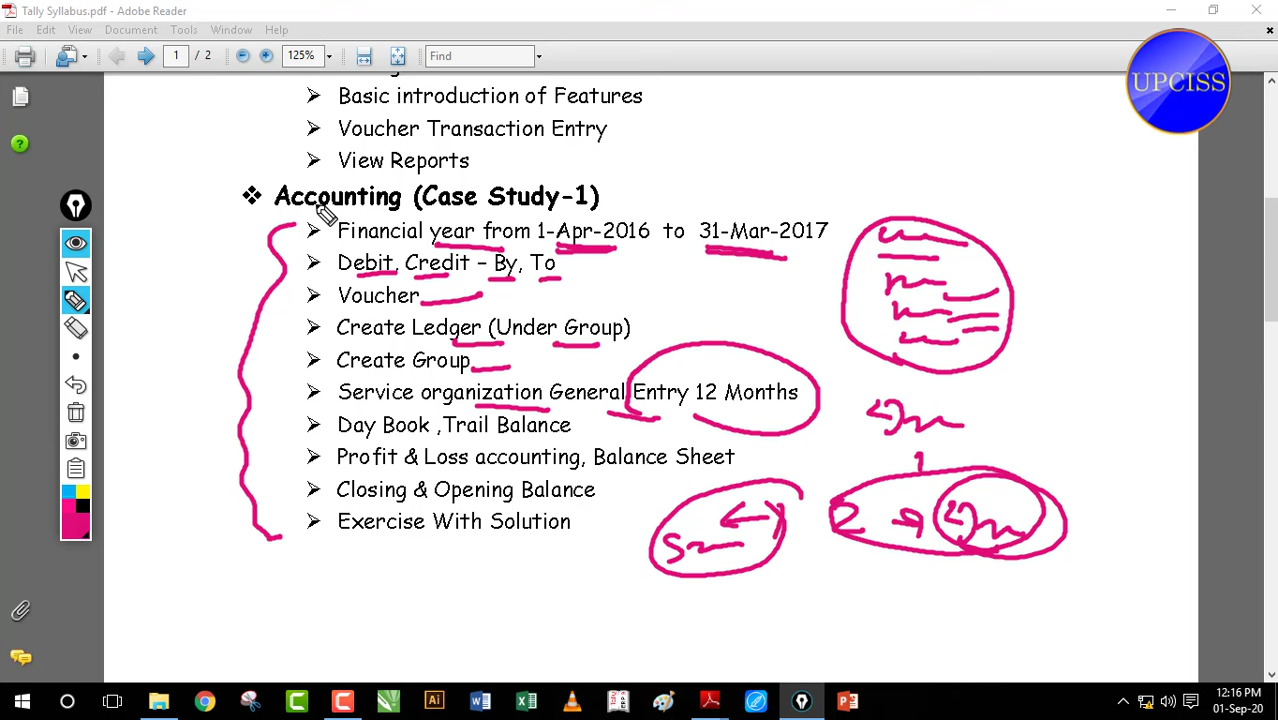 Tally Syllabus.pdf - Adobe Reader
File Edit View Document Tools Window Help
1 / 2 125% Find
UPCISS
Basic introduction of Features
Voucher Transaction Entry
View Reports
Accounting (Case Study-1)
Financial year from 1-Apr-2016 to 31-Mar-2017
Debit, Credit – By, To
Voucher
Create Ledger (Under Group)
Create Group
Service organization General Entry 12 Months
Day Book ,Trail Balance
Profit & Loss accounting, Balance Sheet
Closing & Opening Balance
Exercise With Solution
12:16 PM
01-Sep-20